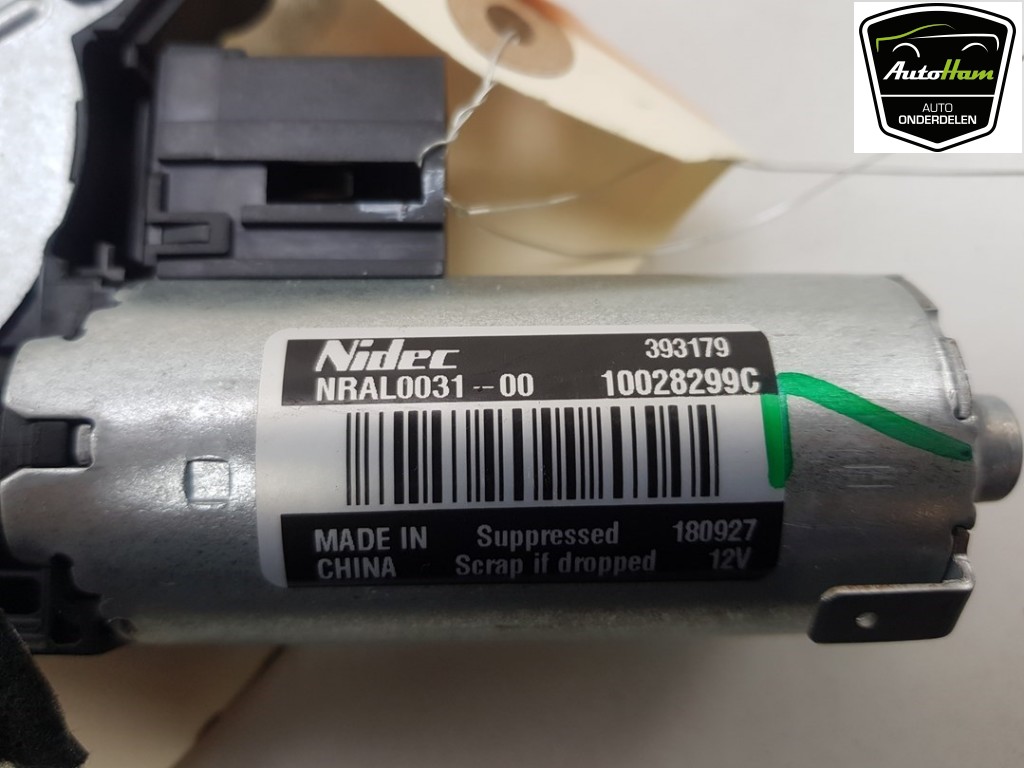 AutoHam
AUTO
ONDERDELEN
Nidec 393179
NRAL0031--00 10028299C
MADE IN Suppressed 180927
CHINA Scrap if dropped 12V